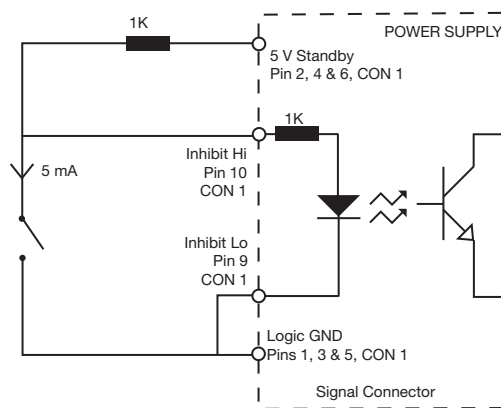 1K
POWER SUPPLY
5 V Standby
Pin 2, 4 & 6, CON 1
1K
Inhibit Hi
Pin 10
CON 1
5 mA
Inhibit Lo
Pin 9
CON 1
Logic GND
Pins 1, 3 & 5, CON 1
Signal Connector